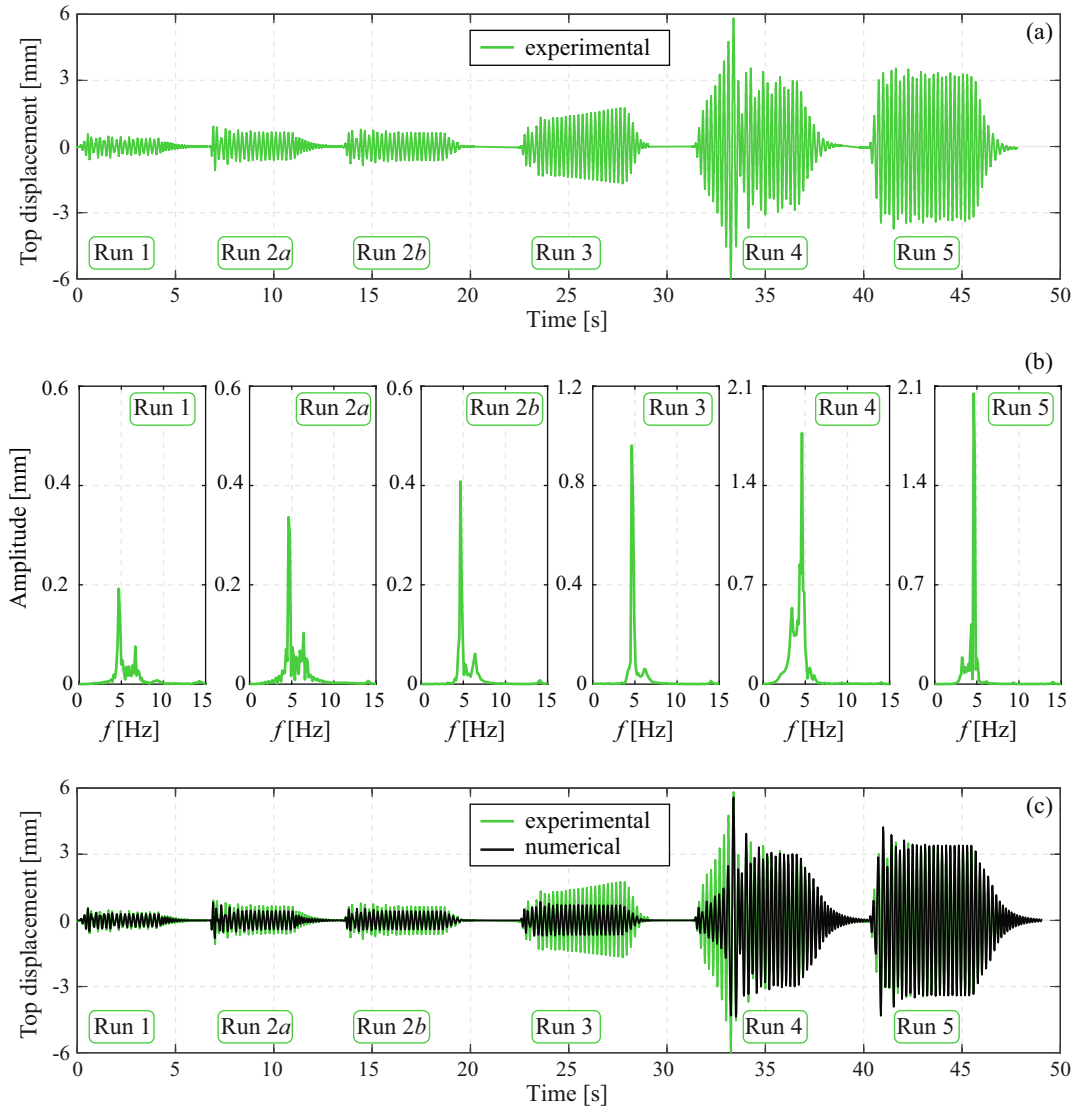 (a)
experimental
Top displacement [mm]
6
3
0
-3
-6
Run 1
Run 2a
Run 2b
Run 3
Run 4
Run 5
0 5 10 15 20 25 30 35 40 45 50
Time [s]
(b)
Amplitude [mm]
0.6
0.4
0.2
0
Run 1
0 5 10 15
f [Hz]
0.6
0.4
0.2
0
Run 2a
0 5 10 15
f [Hz]
0.6
0.4
0.2
0
Run 2b
0 5 10 15
f [Hz]
1.2
0.8
0.4
0
Run 3
0 5 10 15
f [Hz]
2.1
1.4
0.7
0
Run 4
0 5 10 15
f [Hz]
2.1
1.4
0.7
0
Run 5
0 5 10 15
f [Hz]
(c)
experimental
numerical
Top displacement [mm]
6
3
0
-3
-6
Run 1
Run 2a
Run 2b
Run 3
Run 4
Run 5
0 5 10 15 20 25 30 35 40 45 50
Time [s]